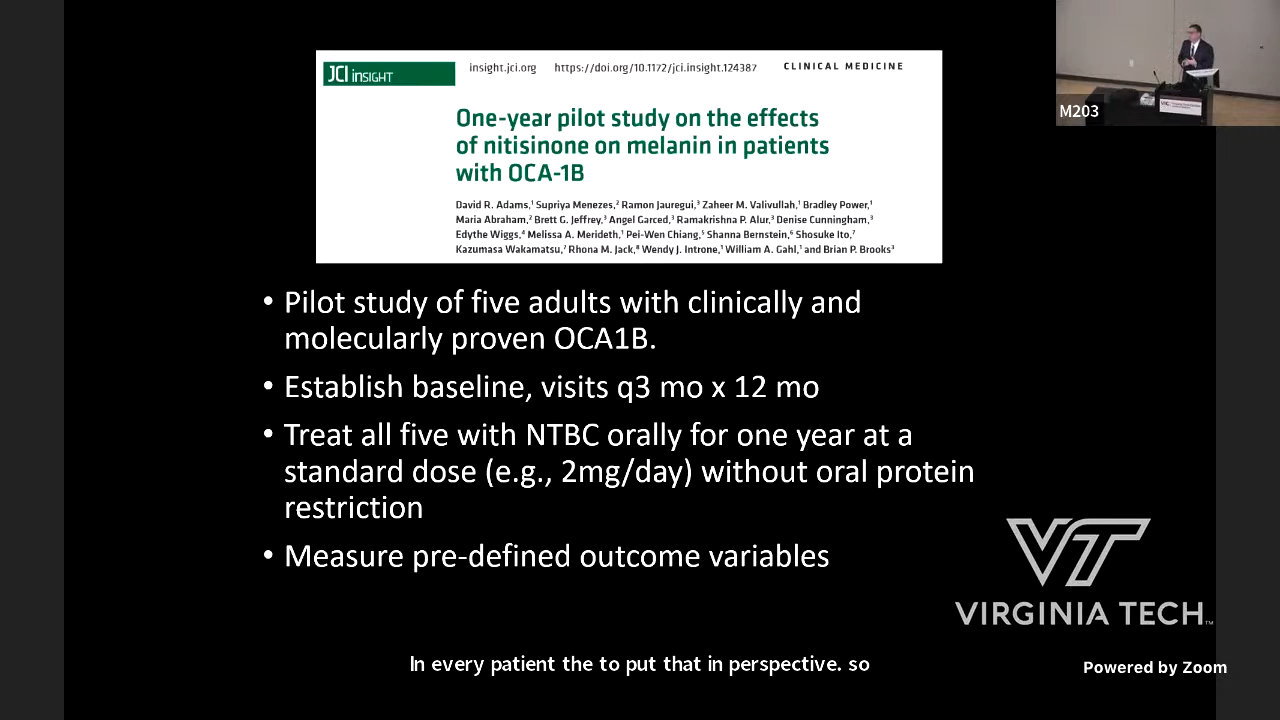 JCI INSIGHT insight.jci.org https://doi.org/10.1172/jci.insight.124387 CLINICAL MEDICINE
One-year pilot study on the effects
of nitisinone on melanin in patients
with OCA-1B
David R. Adams,¹ Supriya Menezes,² Ramon Jauregui,³ Zaheer M. Valivullah,¹ Bradley Power,¹
Maria Abraham,² Brett G. Jeffrey,³ Angel Garced,³ Ramakrishna P. Alur,³ Denise Cunningham,³
Edythe Wiggs,⁴ Melissa A. Merideth,¹ Pei-Wen Chiang,⁵ Shanna Bernstein,⁶ Shosuke Ito,⁷
Kazumasa Wakamatsu,⁷ Rhona M. Jack,⁸ Wendy J. Introne,¹ William A. Gahl,¹ and Brian P. Brooks³
M203
• Pilot study of five adults with clinically and
molecularly proven OCA1B.
• Establish baseline, visits q3 mo x 12 mo
• Treat all five with NTBC orally for one year at a
standard dose (e.g., 2mg/day) without oral protein
restriction
• Measure pre-defined outcome variables
VT
VIRGINIA TECH™
In every patient the to put that in perspective. so
Powered by Zoom